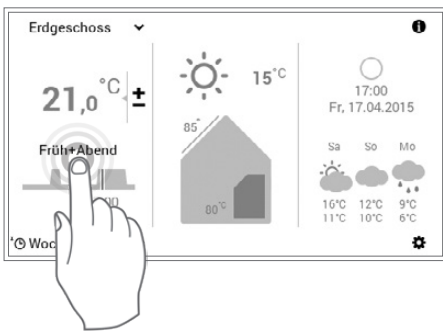 Erdgeschoss
21,0 °C ±
Früh+Abend
00
Woc
15°C
85°
00°C
17:00
Fr, 17.04.2015
Sa So Mo
16°C 12°C 9°C
11°C 10°C 6°C